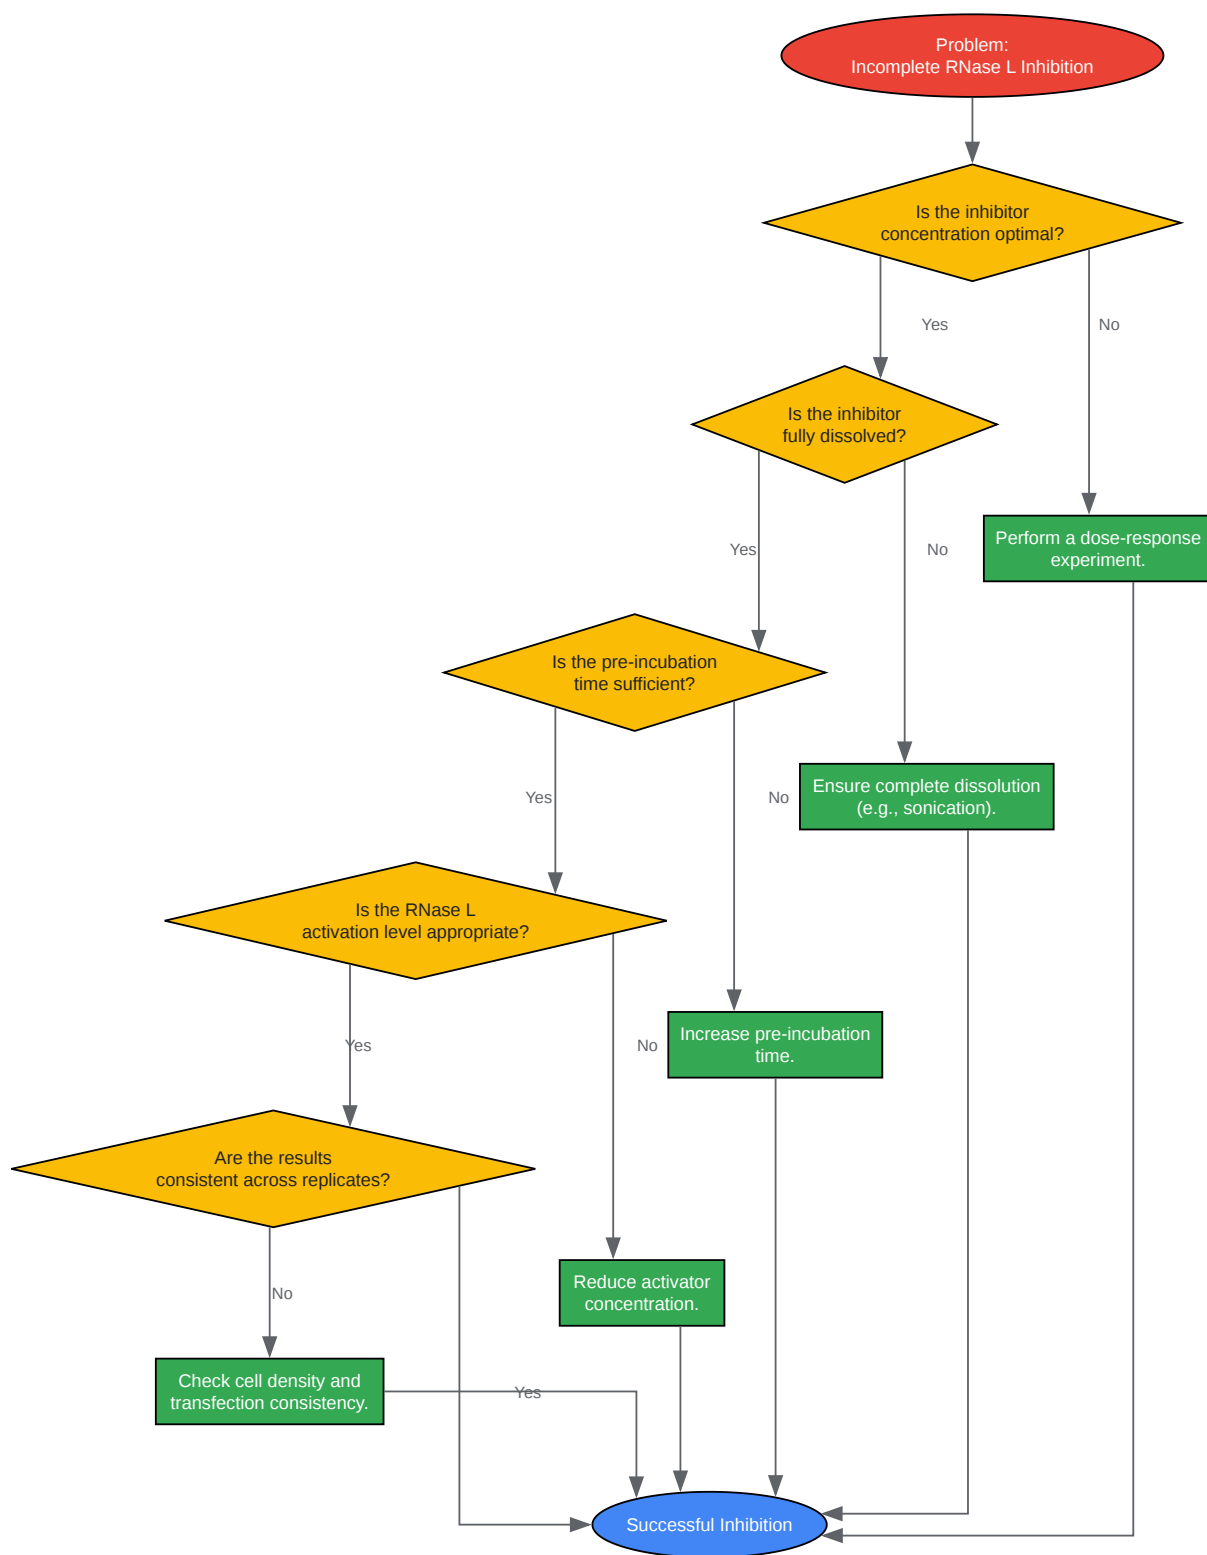 Problem:
Incomplete RNase L Inhibition
Is the inhibitor
concentration optimal?
Yes
No
Is the inhibitor
fully dissolved?
Perform a dose-response
experiment.
Yes
No
Is the pre-incubation
time sufficient?
Ensure complete dissolution
(e.g., sonication).
Yes
No
Is the RNase L
activation level appropriate?
Increase pre-incubation
time.
Yes
No
Are the results
consistent across replicates?
Reduce activator
concentration.
No
Check cell density and
transfection consistency.
Yes
Successful Inhibition